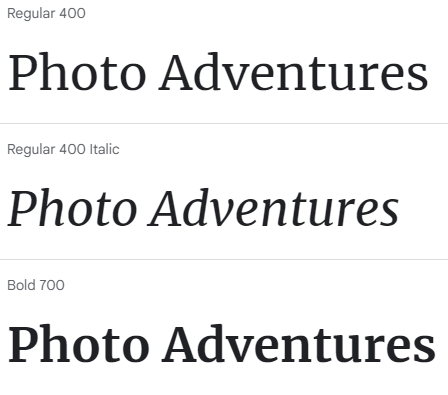 Regular 400
Photo Adventures
Regular 400 Italic
Photo Adventures
Bold 700
Photo Adventures